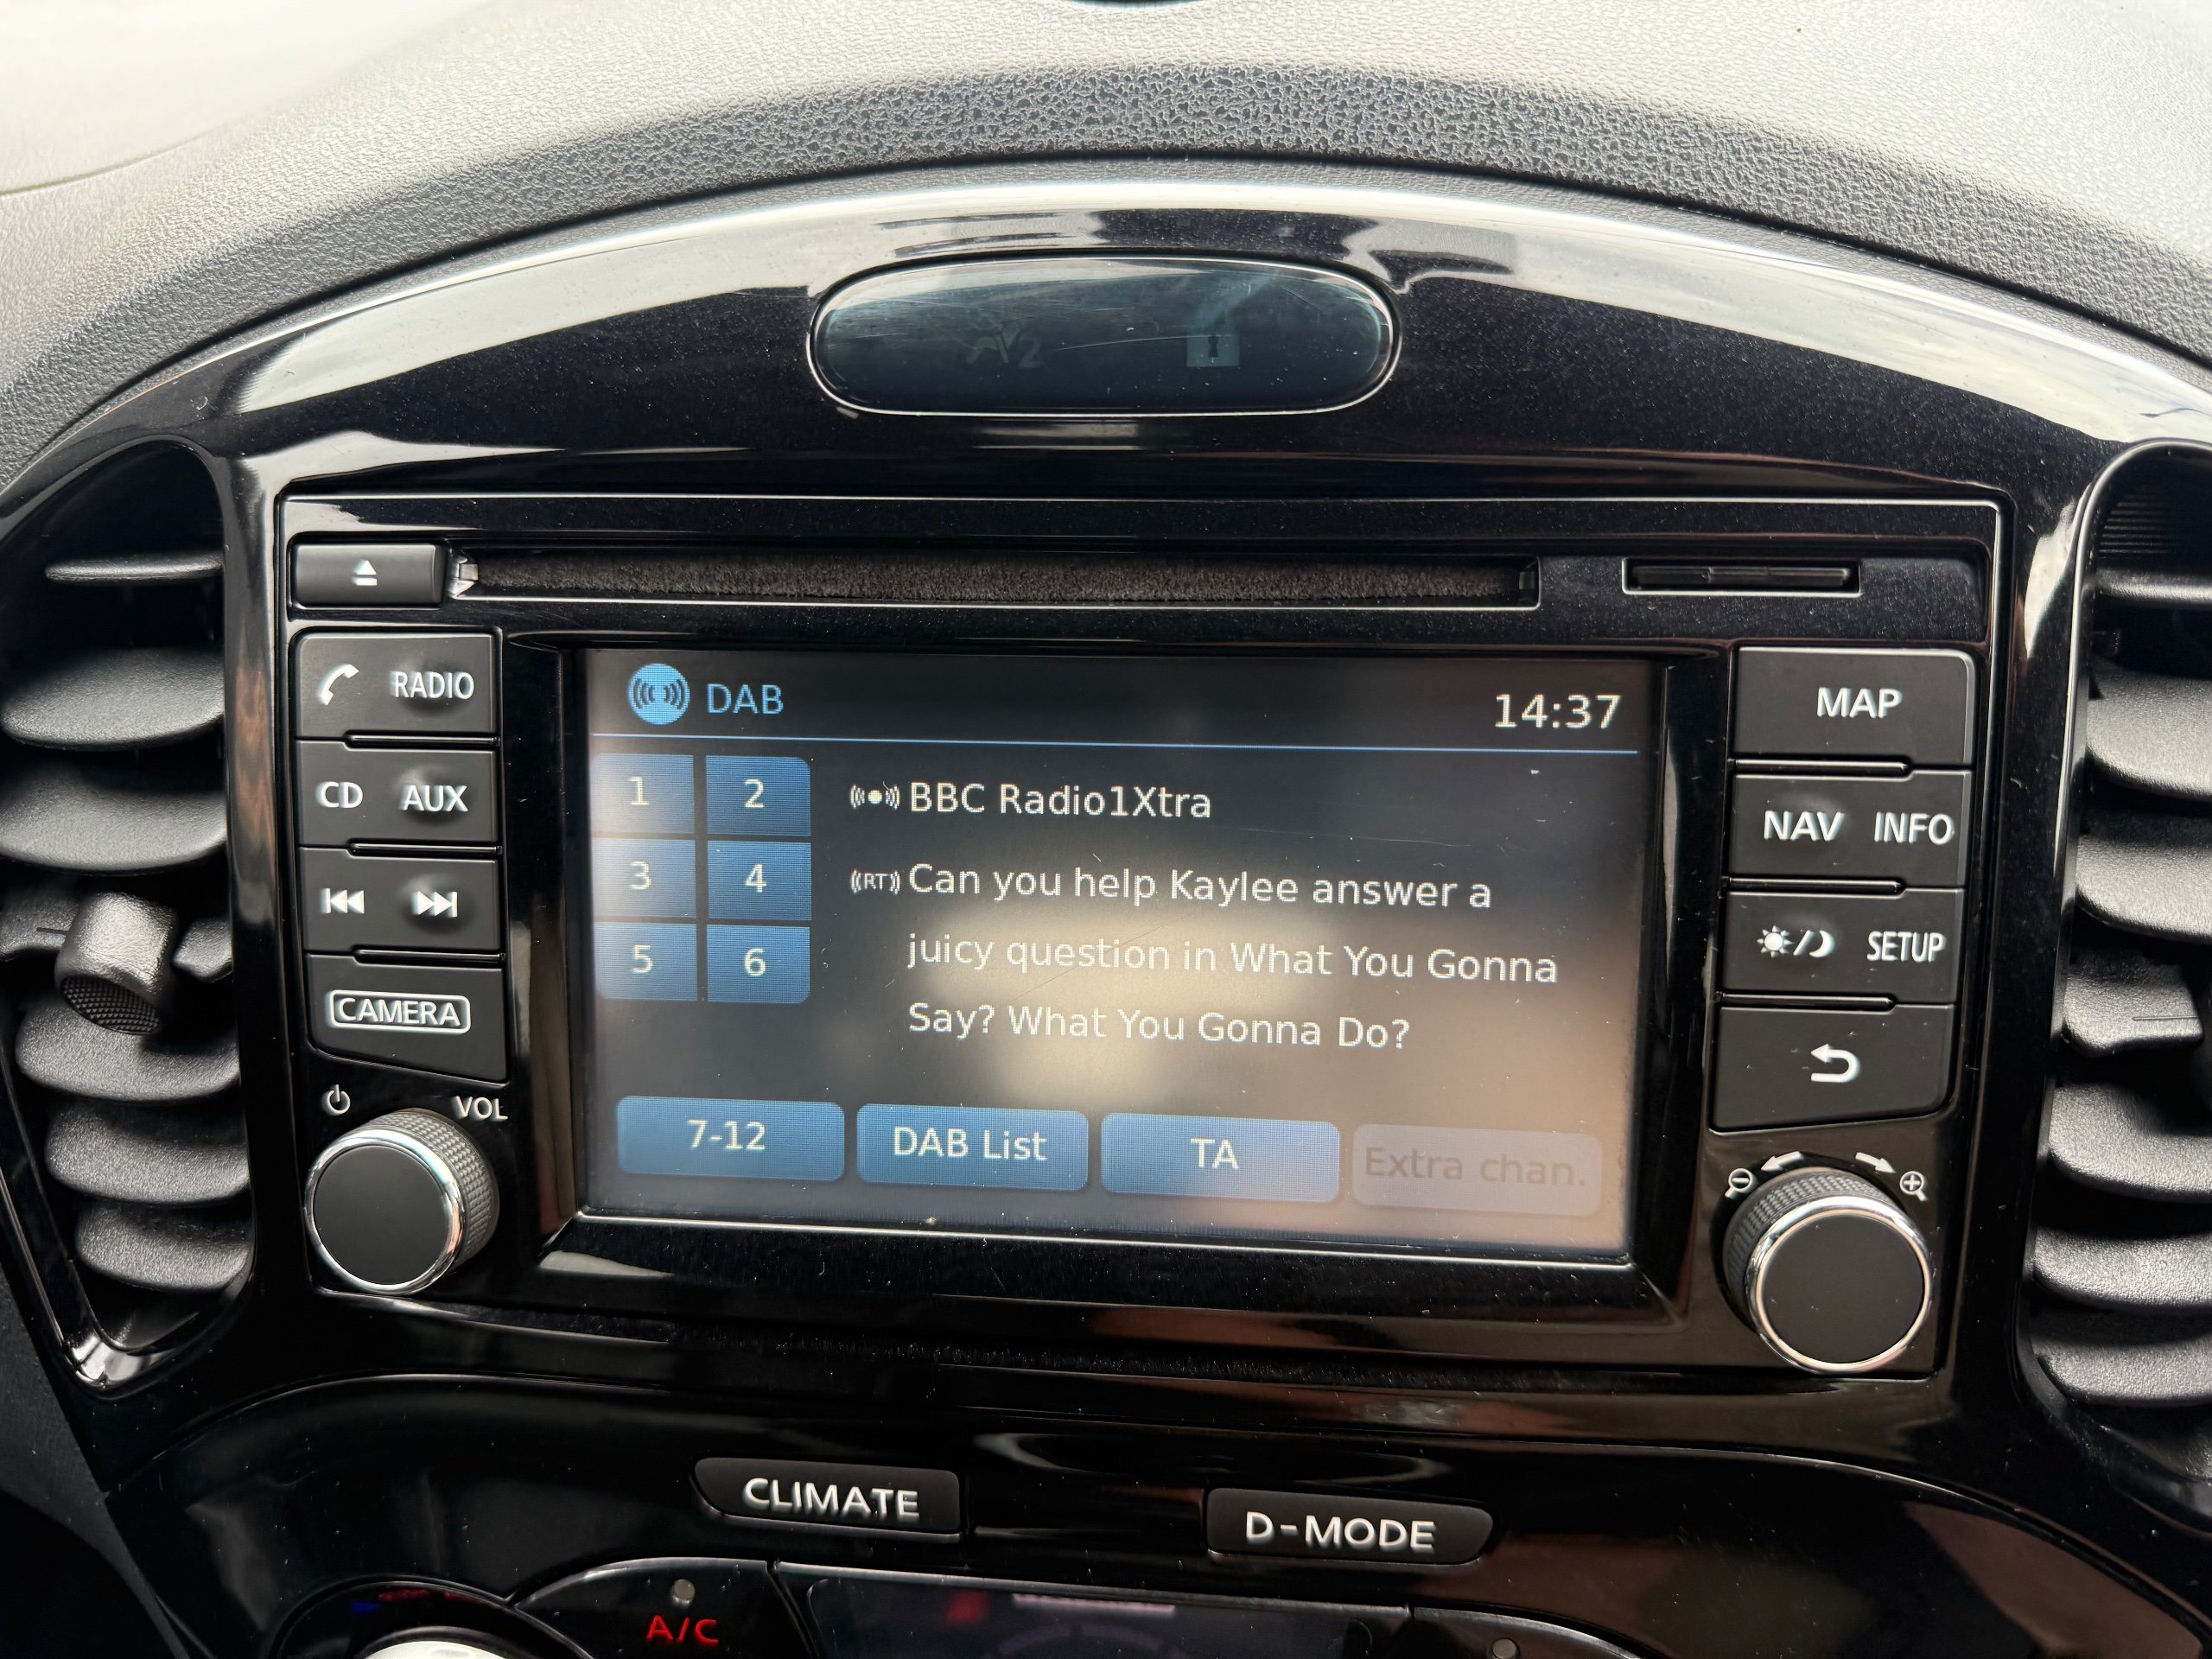 RADIO
CD AUX
CAMERA
VOL
DAB
14:37
1 2
3 4
5 6
BBC Radio1Xtra
RT Can you help Kaylee answer a
juicy question in What You Gonna
Say? What You Gonna Do?
7-12 DAB List TA Extra chan.
MAP
NAV INFO
SETUP
CLIMATE
D-MODE
A/C